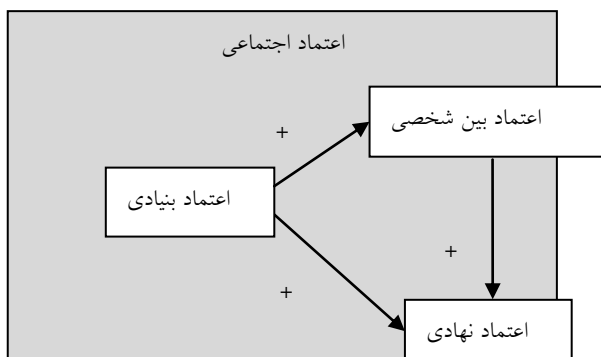 اعتماد اجتماعی
اعتماد بین شخصی
+
اعتماد بنیادی
+
+
اعتماد نهادی